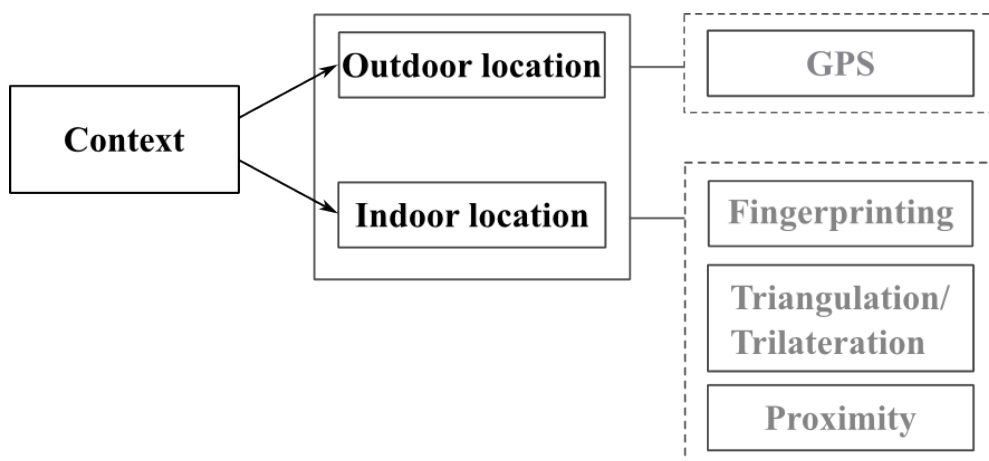 Context
Outdoor location
Indoor location
GPS
Fingerprinting
Triangulation/
Trilateration
Proximity